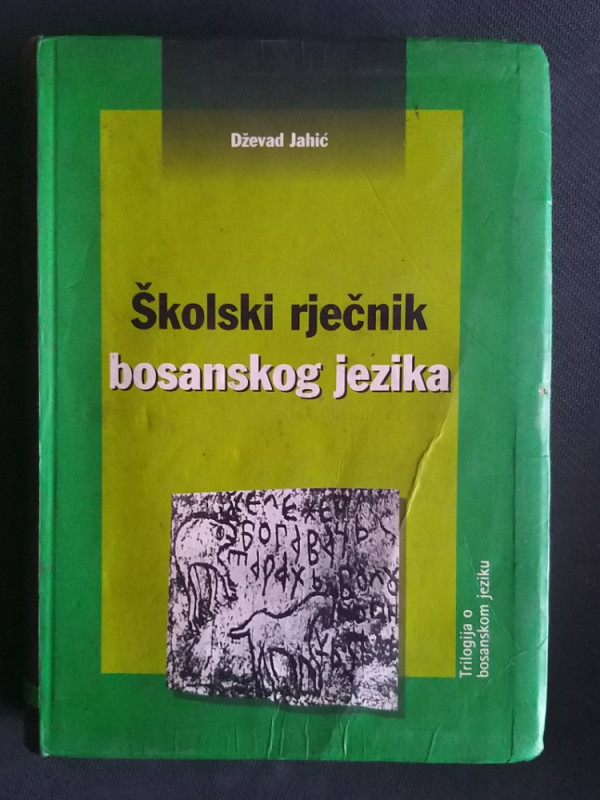 Dževad Jahić
Školski rječnik
bosanskog jezika
Trilogija o
bosanskom jeziku